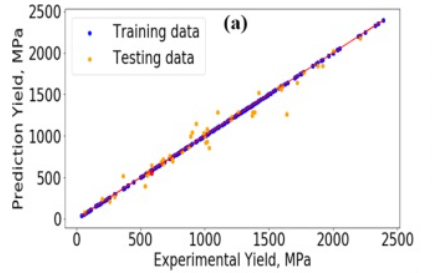 (a)
Training data
Testing data
Prediction Yield, MPa
2500
2000
1500
1000
500
0
0 500 1000 1500 2000 2500
Experimental Yield, MPa